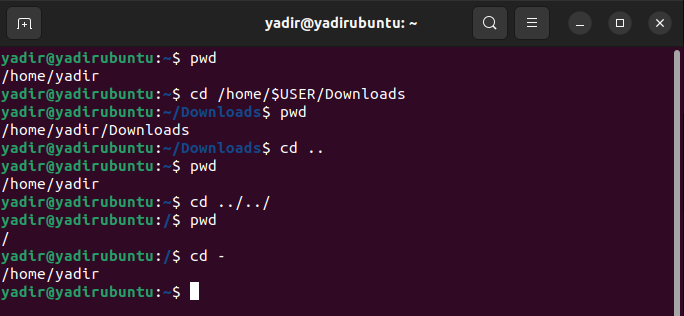 yadir@yadirubuntu: ~
yadir@yadirubuntu:~$ pwd
/home/yadir
yadir@yadirubuntu:~$ cd /home/$USER/Downloads
yadir@yadirubuntu:~/Downloads$ pwd
/home/yadir/Downloads
yadir@yadirubuntu:~/Downloads$ cd ..
yadir@yadirubuntu:~$ pwd
/home/yadir
yadir@yadirubuntu:~$ cd ../../
yadir@yadirubuntu:/$ pwd
/
yadir@yadirubuntu:/$ cd -
/home/yadir
yadir@yadirubuntu:~$